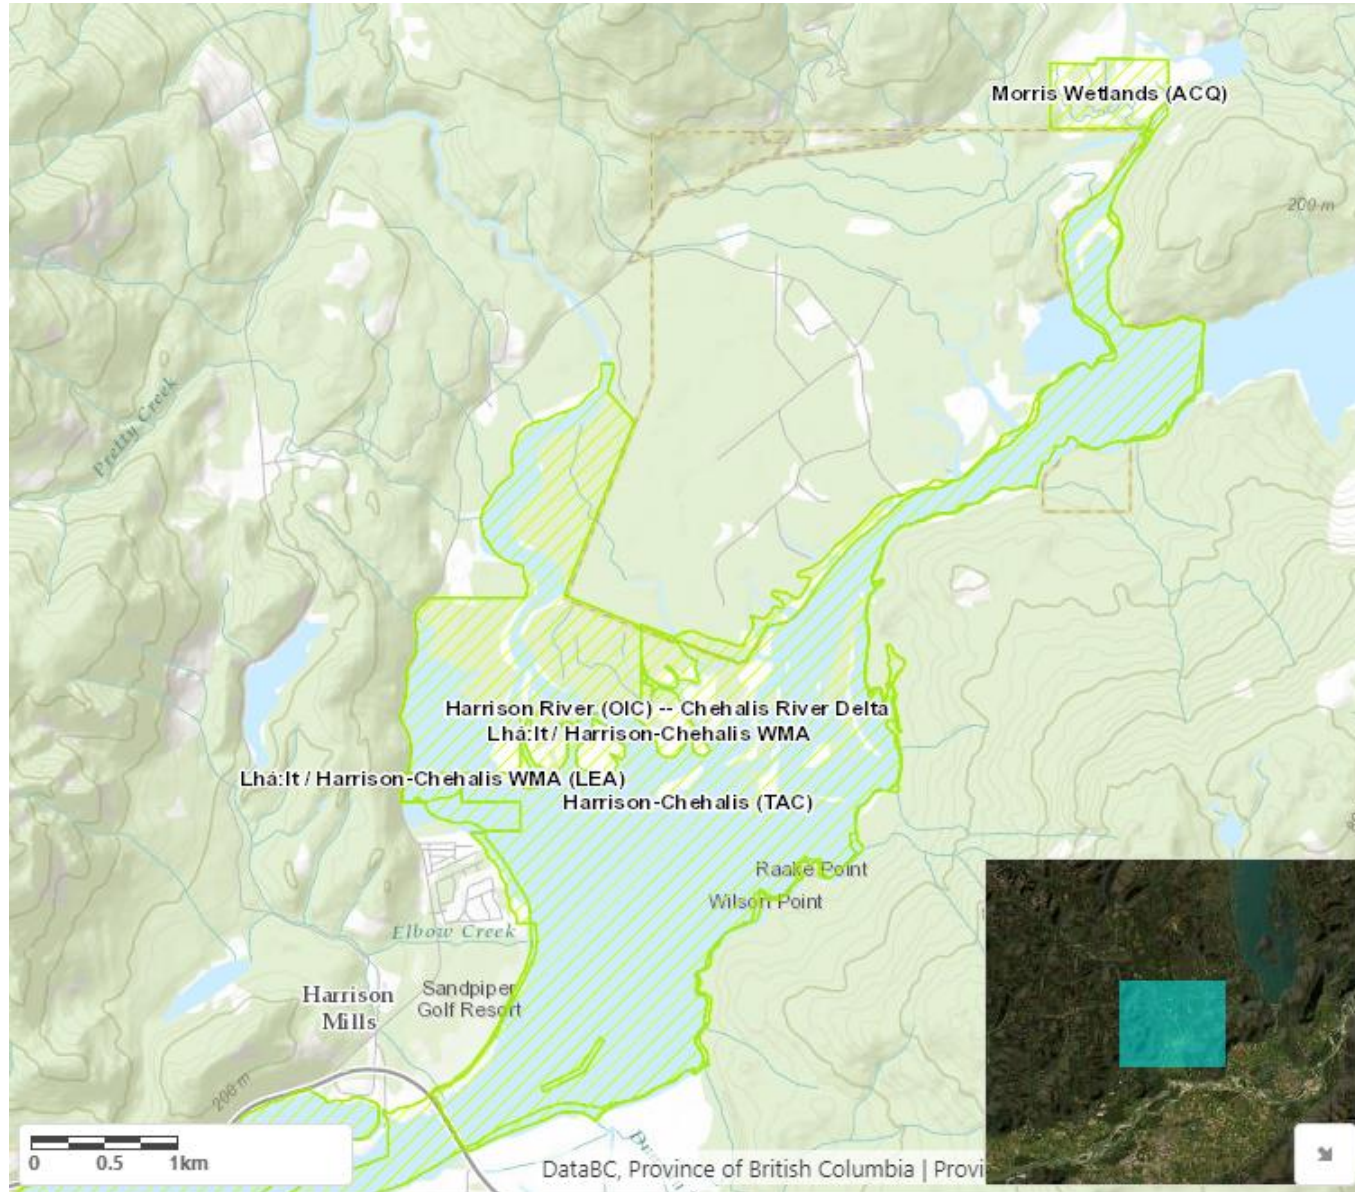 Morris Wetlands (ACQ)
200 m
Pretty Creek
Harrison River (OIC) -- Chehalis River Delta
Lhá:lt / Harrison-Chehalis WMA
Lhá:lt / Harrison-Chehalis WMA (LEA)
Harrison-Chehalis (TAC)
Raake Point
Wilson Point
Elbow Creek
Sandpiper
Golf Resort
Harrison
Mills
200 m
0 0.5 1km
DataBC, Province of British Columbia | Provi